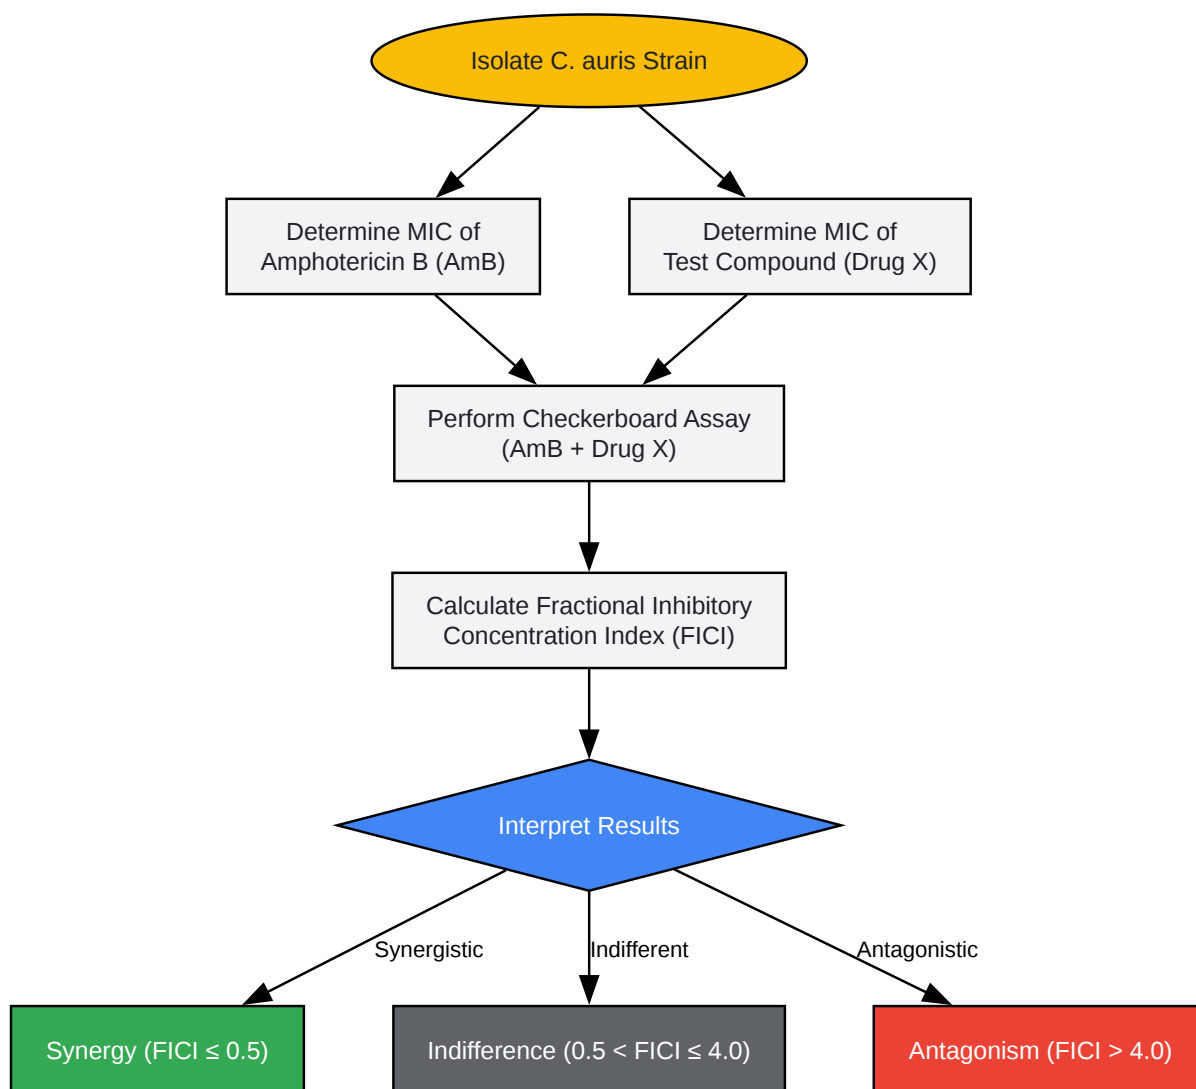 Isolate C. auris Strain
Determine MIC of
Amphotericin B (AmB)
Determine MIC of
Test Compound (Drug X)
Perform Checkerboard Assay
(AmB + Drug X)
Calculate Fractional Inhibitory
Concentration Index (FICI)
Interpret Results
Synergistic
Indifferent
Antagonistic
Synergy (FICI ≤ 0.5)
Indifference (0.5 < FICI ≤ 4.0)
Antagonism (FICI > 4.0)